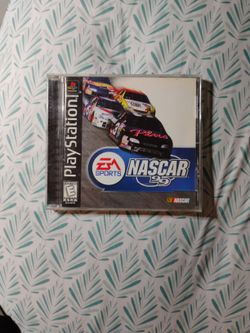 PlayStation
EA
SPORTS
NASCAR
99
E
NASCAR